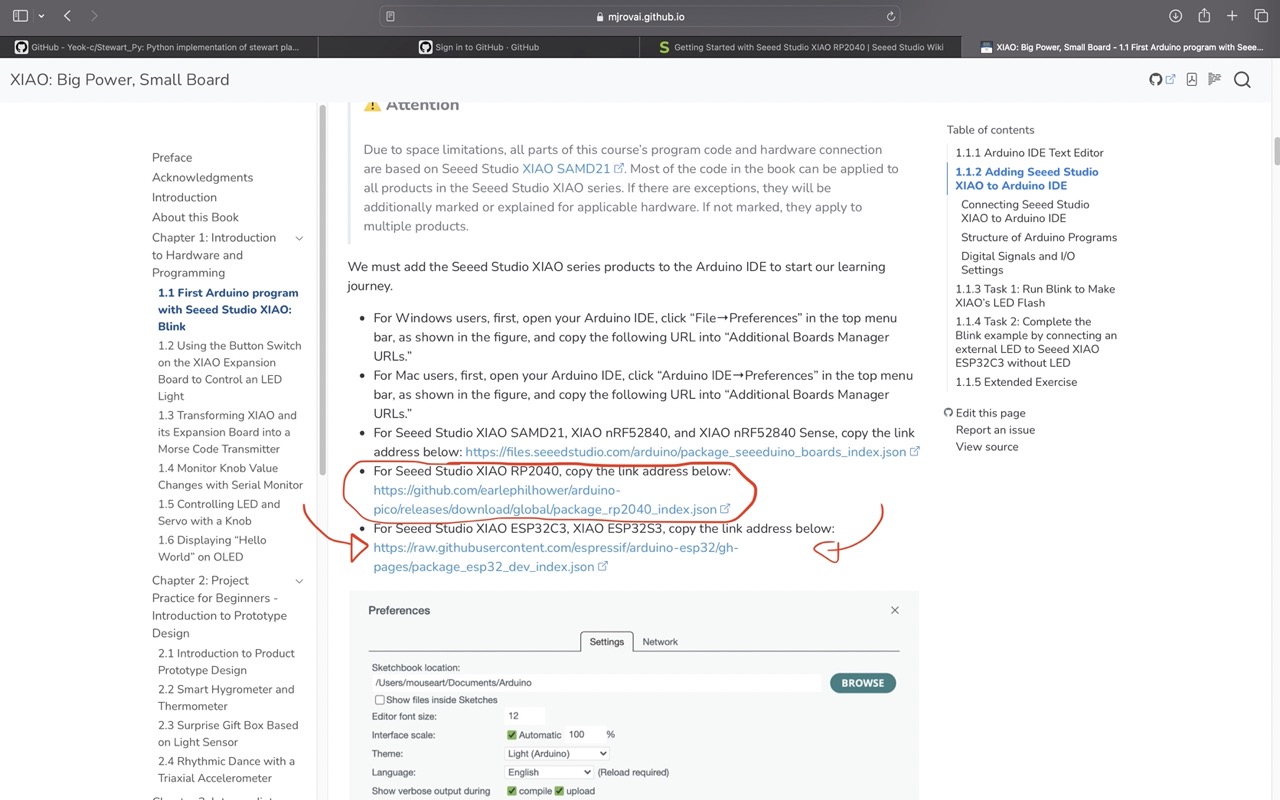 mjrovai.github.io
GitHub - Yeok-c/Stewart_Py: Python implementation of stewart pla...
Sign in to GitHub · GitHub
Getting Started with Seeed Studio XIAO RP2040 | Seeed Studio Wiki
XIAO: Big Power, Small Board - 1.1 First Arduino program with Seee...
XIAO: Big Power, Small Board
Preface
Acknowledgments
Introduction
About this Book
Chapter 1: Introduction
to Hardware and
Programming
1.1 First Arduino program
with Seeed Studio XIAO:
Blink
1.2 Using the Button Switch
on the XIAO Expansion
Board to Control an LED
Light
1.3 Transforming XIAO and
its Expansion Board into a
Morse Code Transmitter
1.4 Monitor Knob Value
Changes with Serial Monitor
1.5 Controlling LED and
Servo with a Knob
1.6 Displaying “Hello
World” on OLED
Chapter 2: Project
Practice for Beginners -
Introduction to Prototype
Design
2.1 Introduction to Product
Prototype Design
2.2 Smart Hygrometer and
Thermometer
2.3 Surprise Gift Box Based
on Light Sensor
2.4 Rhythmic Dance with a
Triaxial Accelerometer
Attention
Due to space limitations, all parts of this course’s program code and hardware connection
are based on Seeed Studio XIAO SAMD21. Most of the code in the book can be applied to
all products in the Seeed Studio XIAO series. If there are exceptions, they will be
additionally marked or explained for applicable hardware. If not marked, they apply to
multiple products.
We must add the Seeed Studio XIAO series products to the Arduino IDE to start our learning
journey.
• For Windows users, first, open your Arduino IDE, click “File→Preferences” in the top menu
bar, as shown in the figure, and copy the following URL into “Additional Boards Manager
URLs.”
• For Mac users, first, open your Arduino IDE, click “Arduino IDE→Preferences” in the top
menu bar, as shown in the figure, and copy the following URL into “Additional Boards Manager
URLs.”
• For Seeed Studio XIAO SAMD21, XIAO nRF52840, and XIAO nRF52840 Sense, copy the link
address below: https://files.seeedstudio.com/arduino/package_seeeduino_boards_index.json
• For Seeed Studio XIAO RP2040, copy the link address below:
https://github.com/earlephilhower/arduino-
pico/releases/download/global/package_rp2040_index.json
• For Seeed Studio XIAO ESP32C3, XIAO ESP32S3, copy the link address below:
https://raw.githubusercontent.com/espressif/arduino-esp32/gh-
pages/package_esp32_dev_index.json
Preferences
Settings Network
Sketchbook location:
/Users/mouseart/Documents/Arduino
BROWSE
Show files inside Sketches
Editor font size: 12
Interface scale: Automatic 100 %
Theme: Light (Arduino)
Language: English (Reload required)
Show verbose output during compile upload
Table of contents
1.1.1 Arduino IDE Text Editor
1.1.2 Adding Seeed Studio
XIAO to Arduino IDE
Connecting Seeed Studio
XIAO to Arduino IDE
Structure of Arduino Programs
Digital Signals and I/O
Settings
1.1.3 Task 1: Run Blink to Make
XIAO’s LED Flash
1.1.4 Task 2: Complete the
Blink example by connecting an
external LED to Seeed XIAO
ESP32C3 without LED
1.1.5 Extended Exercise
Edit this page
Report an issue
View source